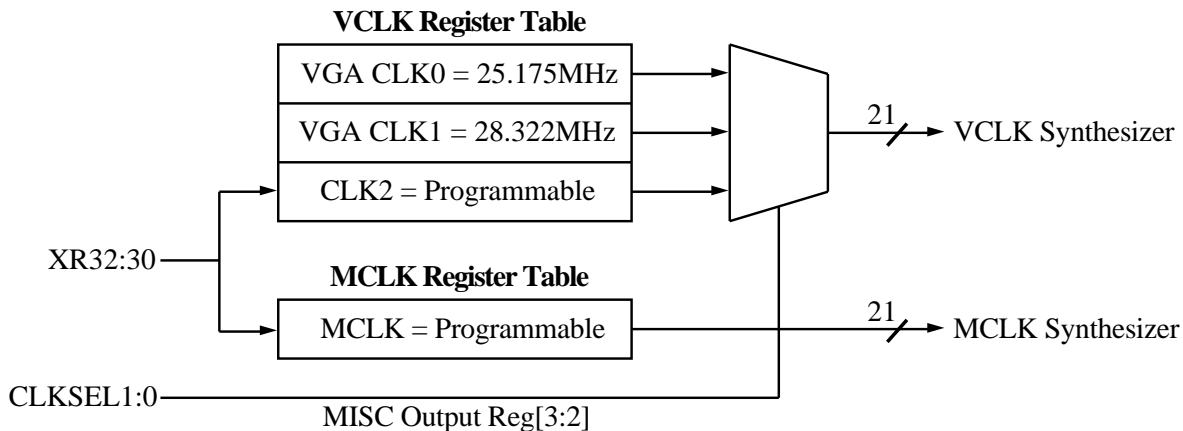 VCLK Register Table
VGA CLK0 = 25.175MHz
VGA CLK1 = 28.322MHz
CLK2 = Programmable
21
VCLK Synthesizer
XR32:30
MCLK Register Table
MCLK = Programmable
21
MCLK Synthesizer
CLKSEL1:0
MISC Output Reg[3:2]